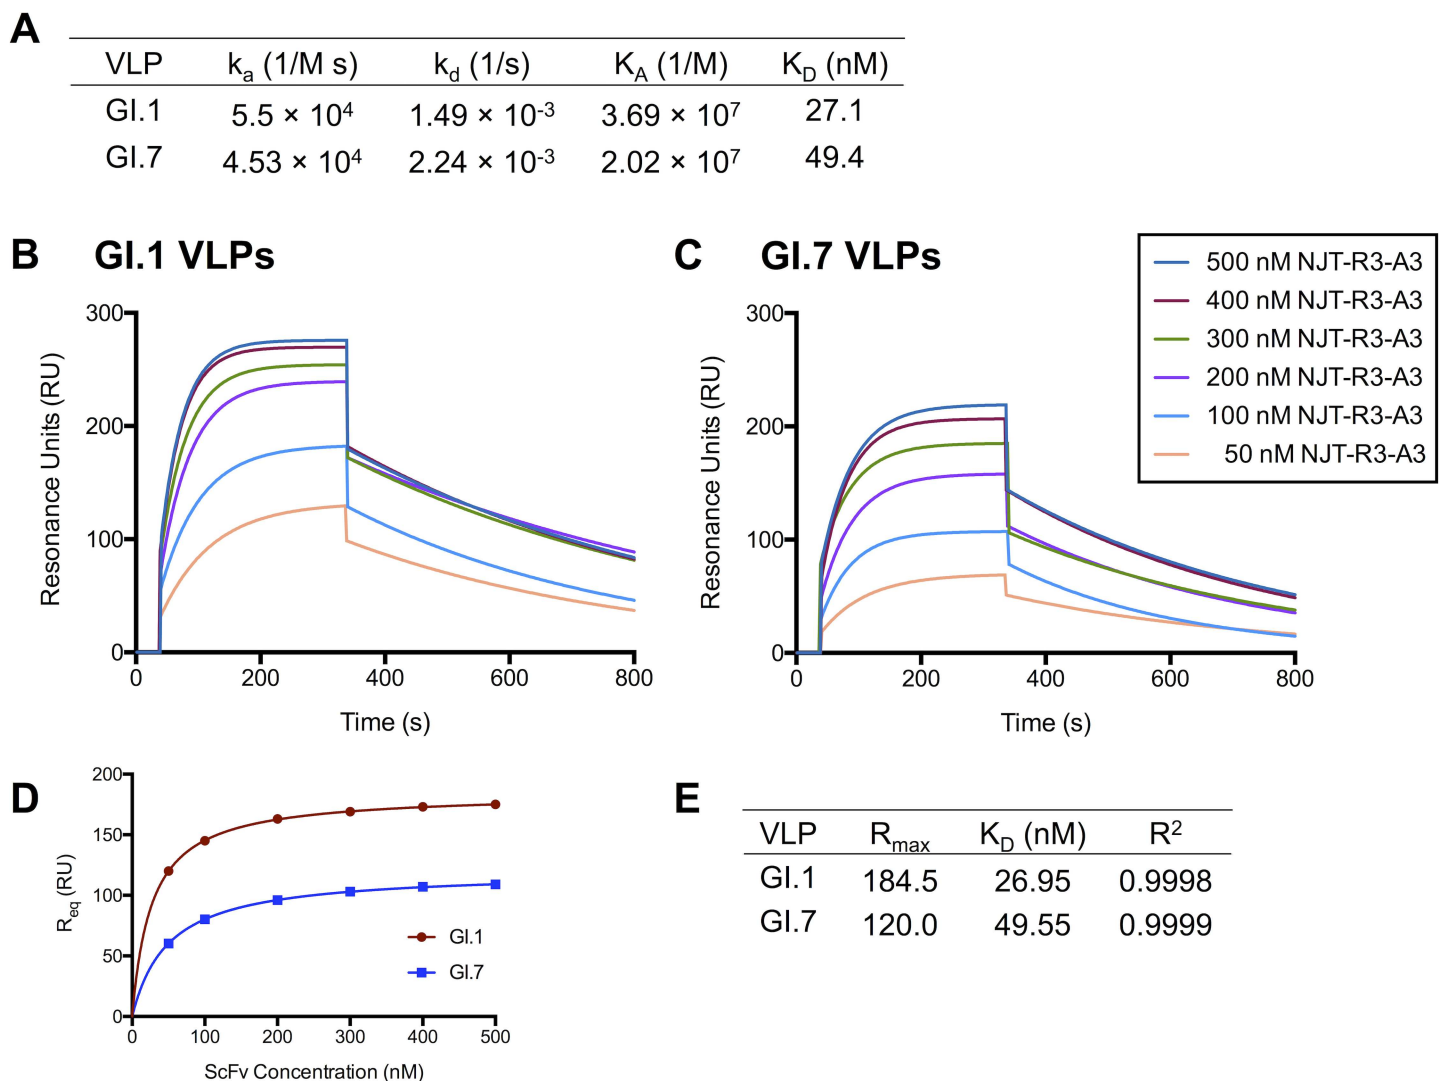 A
VLP kₐ (1/M s) k_d (1/s) K_A (1/M) K_D (nM)
GI.1 5.5 × 10⁴ 1.49 × 10⁻³ 3.69 × 10⁷ 27.1
GI.7 4.53 × 10⁴ 2.24 × 10⁻³ 2.02 × 10⁷ 49.4
B GI.1 VLPs
300
200
100
0
Resonance Units (RU)
0 200 400 600 800
Time (s)
C GI.7 VLPs
300
200
100
0
Resonance Units (RU)
0 200 400 600 800
Time (s)
500 nM NJT-R3-A3
400 nM NJT-R3-A3
300 nM NJT-R3-A3
200 nM NJT-R3-A3
100 nM NJT-R3-A3
50 nM NJT-R3-A3
D
200
150
100
50
0
R_eq (RU)
GI.1
GI.7
0 100 200 300 400 500
ScFv Concentration (nM)
E
VLP R_max K_D (nM) R²
GI.1 184.5 26.95 0.9998
GI.7 120.0 49.55 0.9999